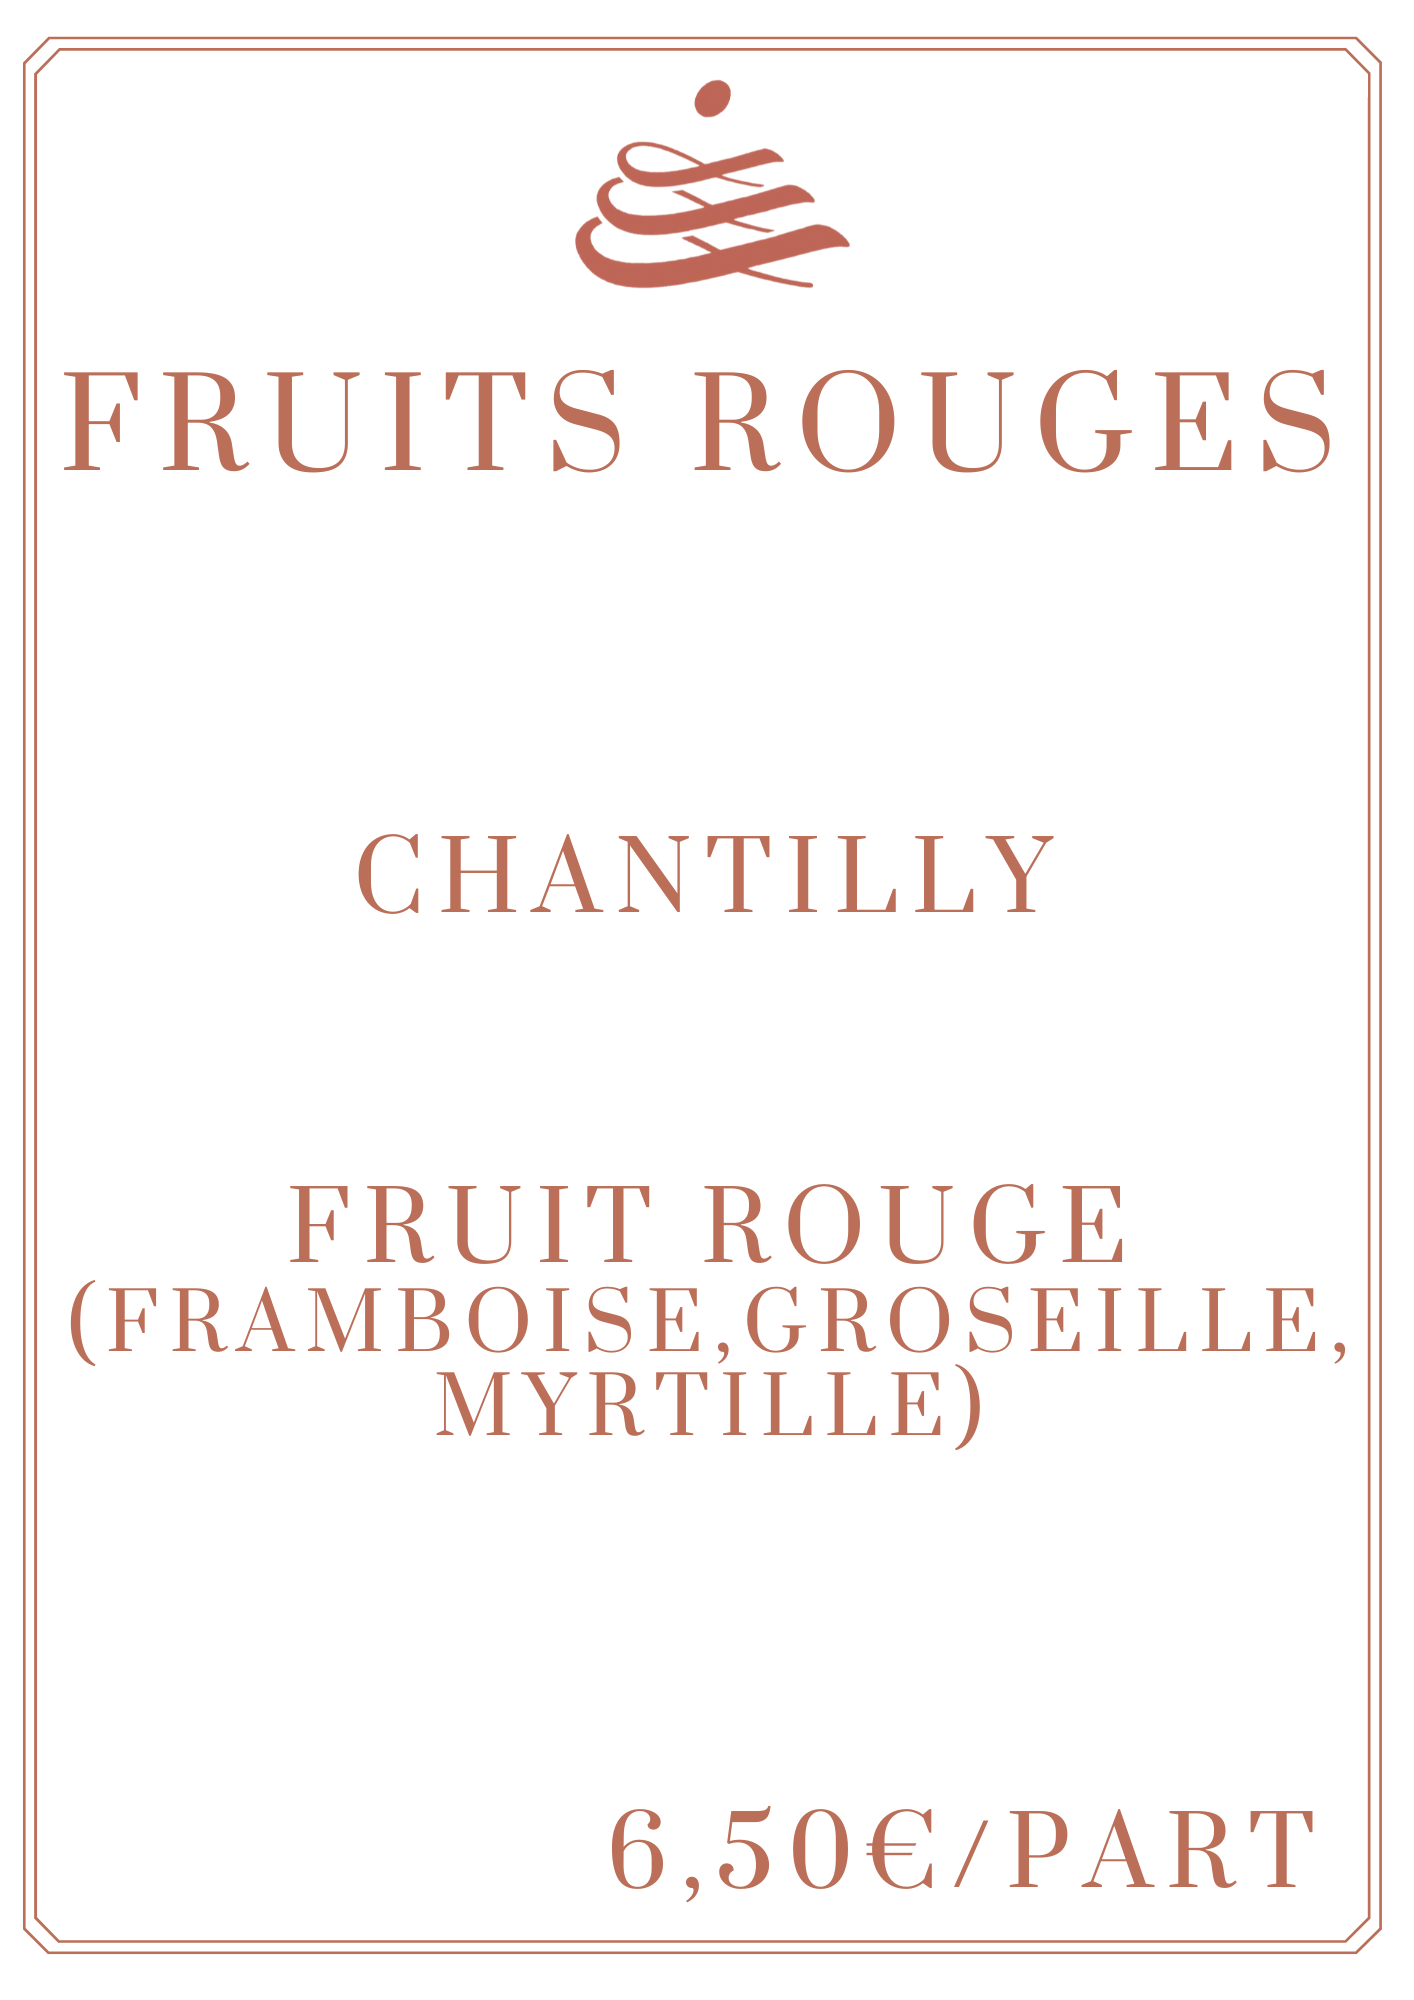 FRUITS ROUGES
CHANTILLY
FRUIT ROUGE
(FRAMBOISE,GROSEILLE,
MYRTILLE)
6,50€/PART